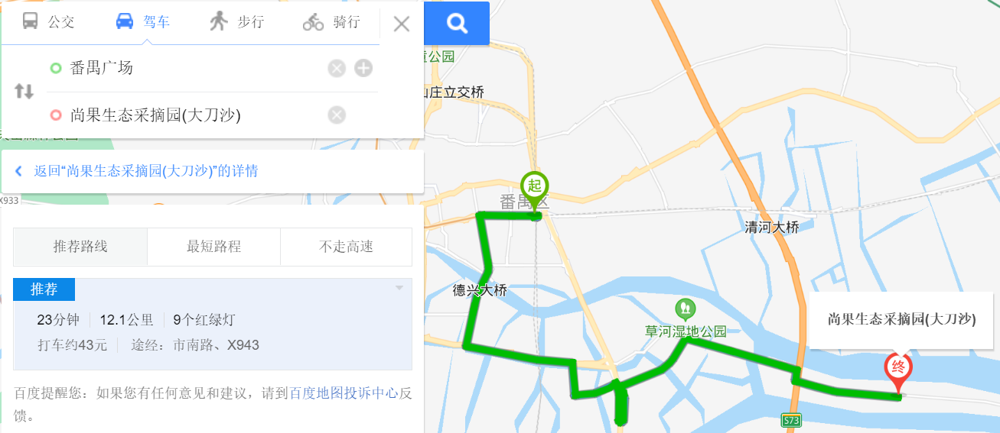 公交
驾车
步行
骑行
番禺广场
尚果生态采摘园(大刀沙)
返回“尚果生态采摘园(大刀沙)”的详情
X933
推荐路线
最短路程
不走高速
推荐
23分钟 12.1公里 9个红绿灯
打车约43元 途经：市南路、X943
百度提醒您：如果您有任何意见和建议，请到百度地图投诉中心反
馈。
公园
山庄立交桥
起
番禺区
清河大桥
德兴大桥
草河湿地公园
尚果生态采摘园(大刀沙)
终
S73